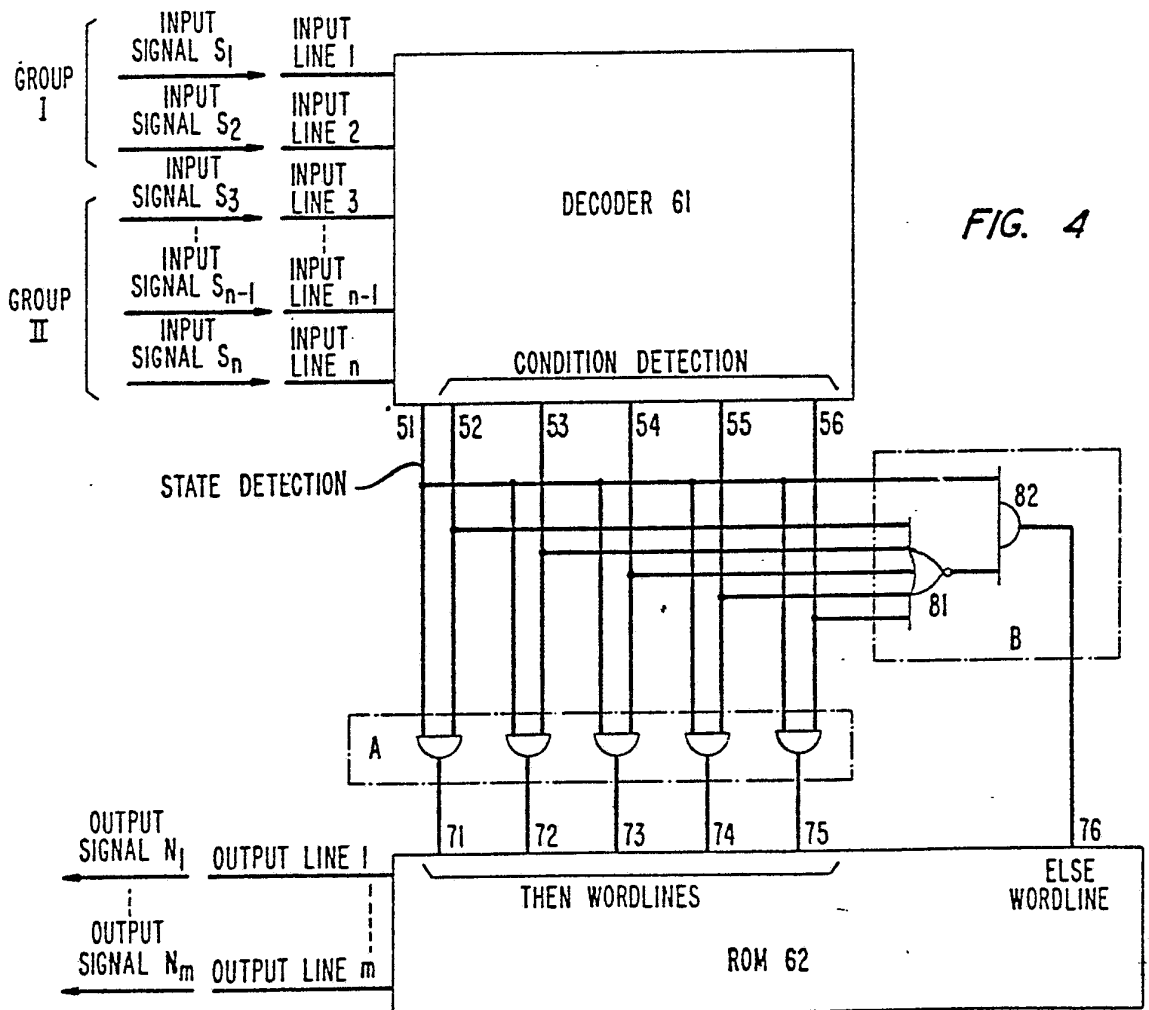 GROUP
I
INPUT
SIGNAL S1
INPUT
LINE 1
INPUT
SIGNAL S2
INPUT
LINE 2
GROUP
II
INPUT
SIGNAL S3
INPUT
LINE 3
INPUT
SIGNAL Sn-1
INPUT
LINE n-1
INPUT
SIGNAL Sn
INPUT
LINE n
DECODER 61
FIG. 4
CONDITION DETECTION
51 52 53 54 55 56
STATE DETECTION
82
81
B
A
71 72 73 74 75 76
THEN WORDLINES
ELSE
WORDLINE
OUTPUT
SIGNAL N1
OUTPUT LINE 1
OUTPUT
SIGNAL Nm
OUTPUT LINE m
ROM 62